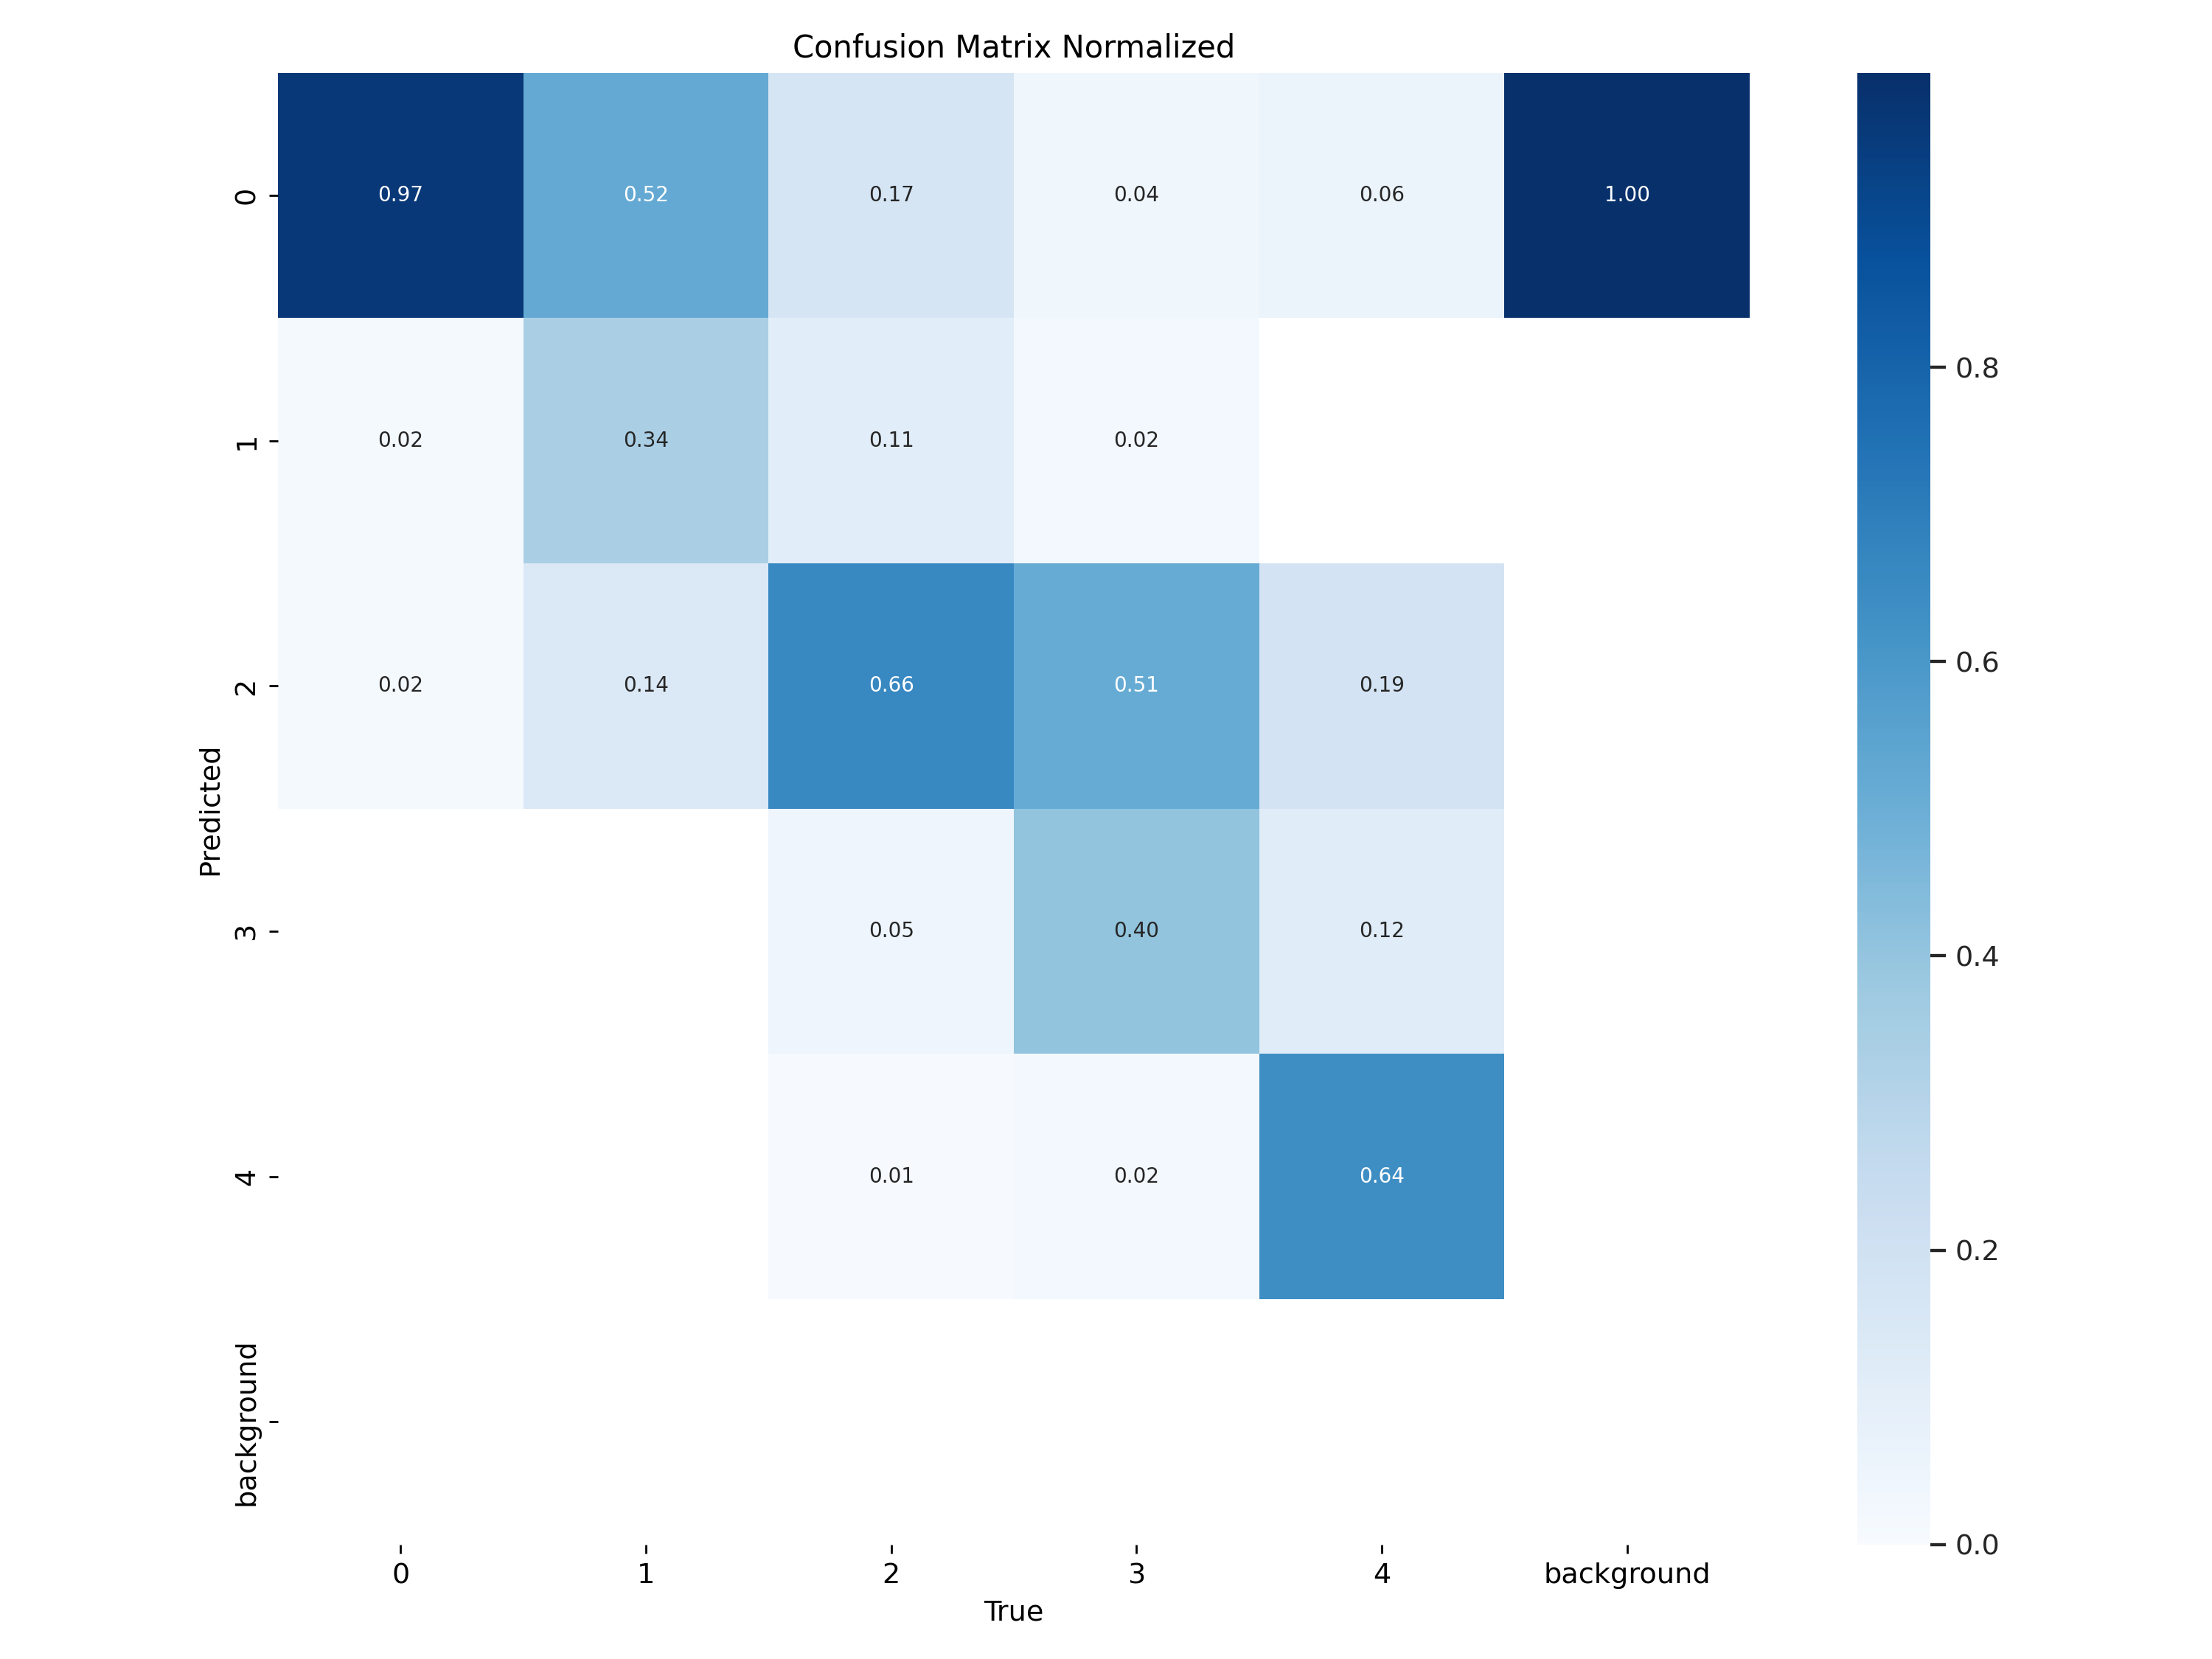 Confusion Matrix Normalized
0 0.97 0.52 0.17 0.04 0.06 1.00
0.8
1 0.02 0.34 0.11 0.02
0.6
2 0.02 0.14 0.66 0.51 0.19
Predicted
3 0.05 0.40 0.12
0.4
4 0.01 0.02 0.64
0.2
background
0.0
0 1 2 3 4 background
True